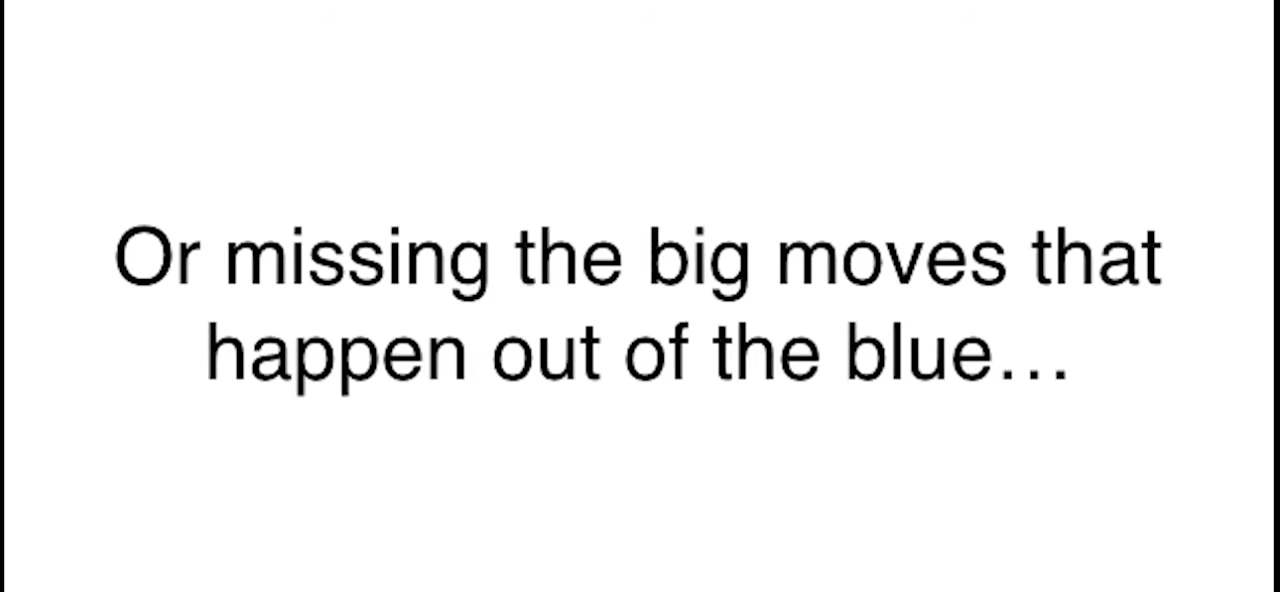 Or missing the big moves that
happen out of the blue…